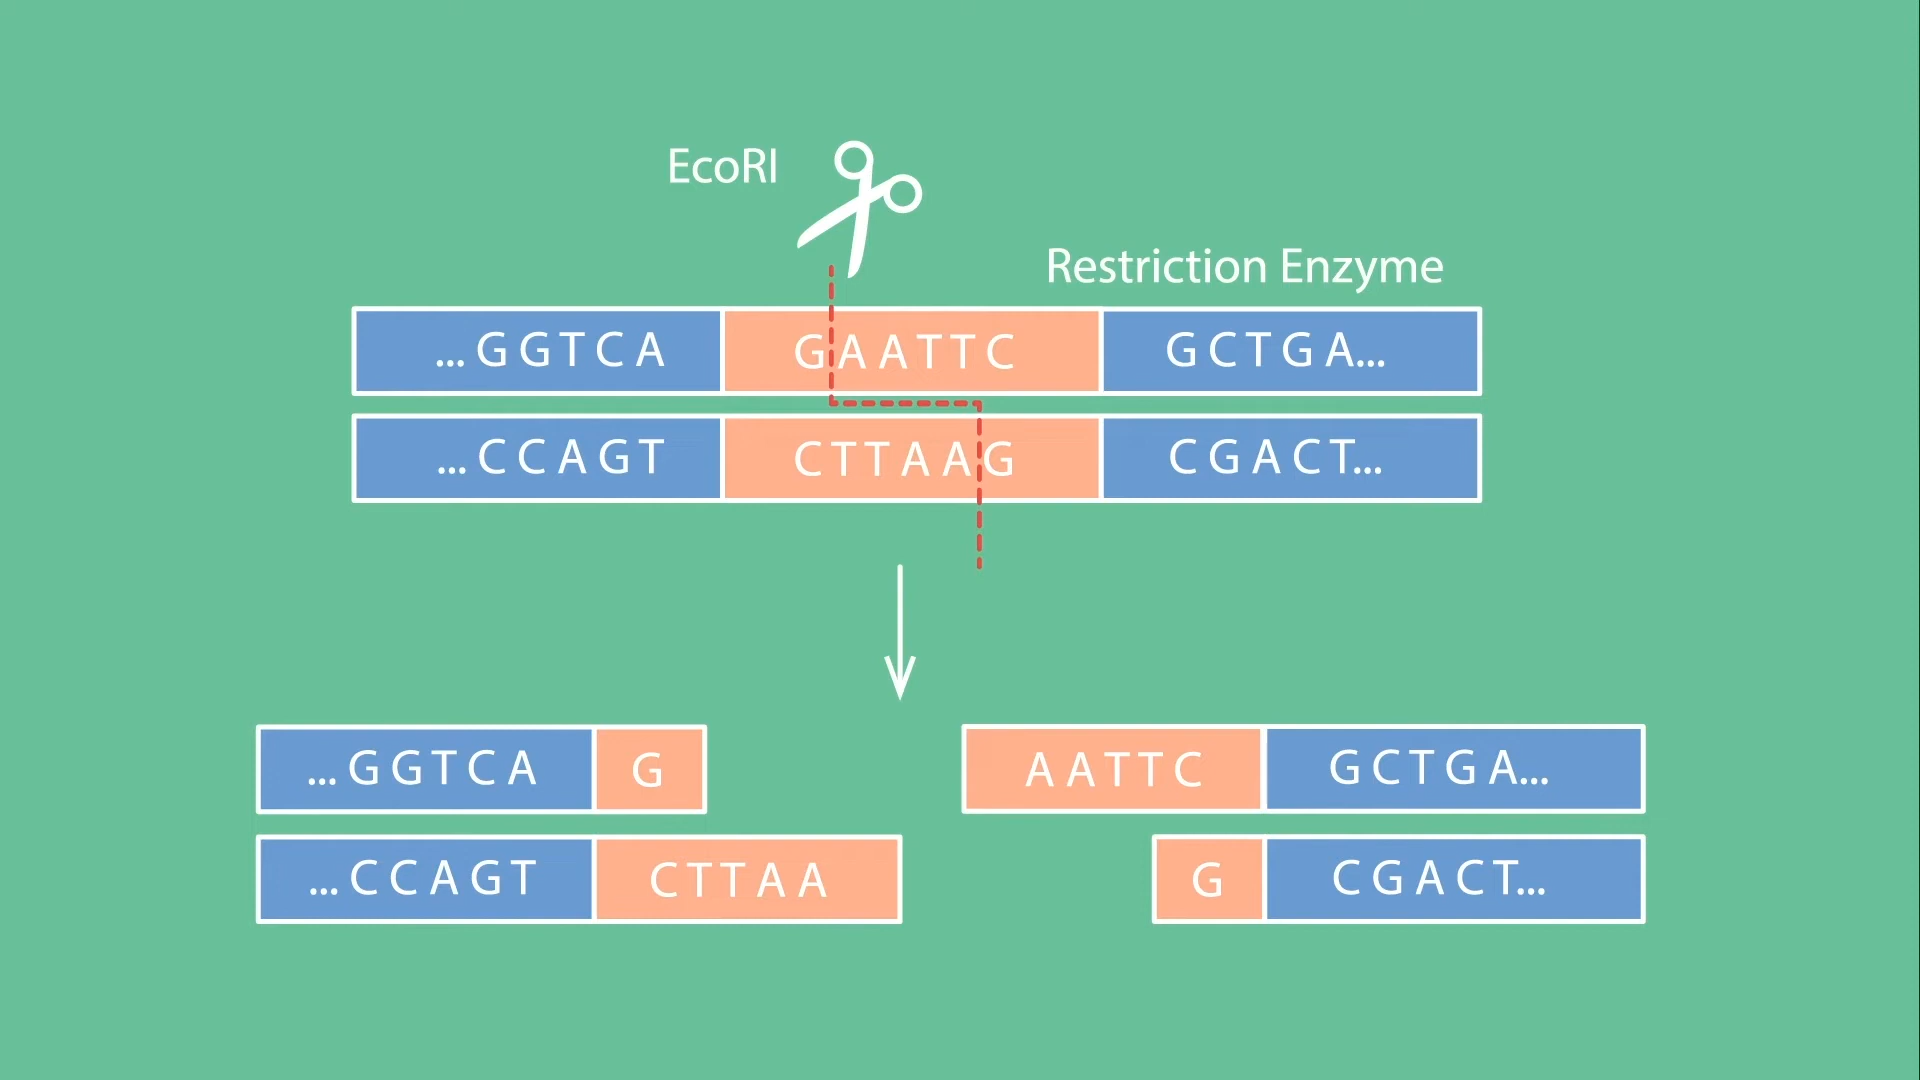 EcoRI
Restriction Enzyme
...GGTCA GAATTC GCTGA...
...CCAGT CTTAAG CGACT...
...GGTCA G AATTC GCTGA...
...CCAGT CTTAA G CGACT...